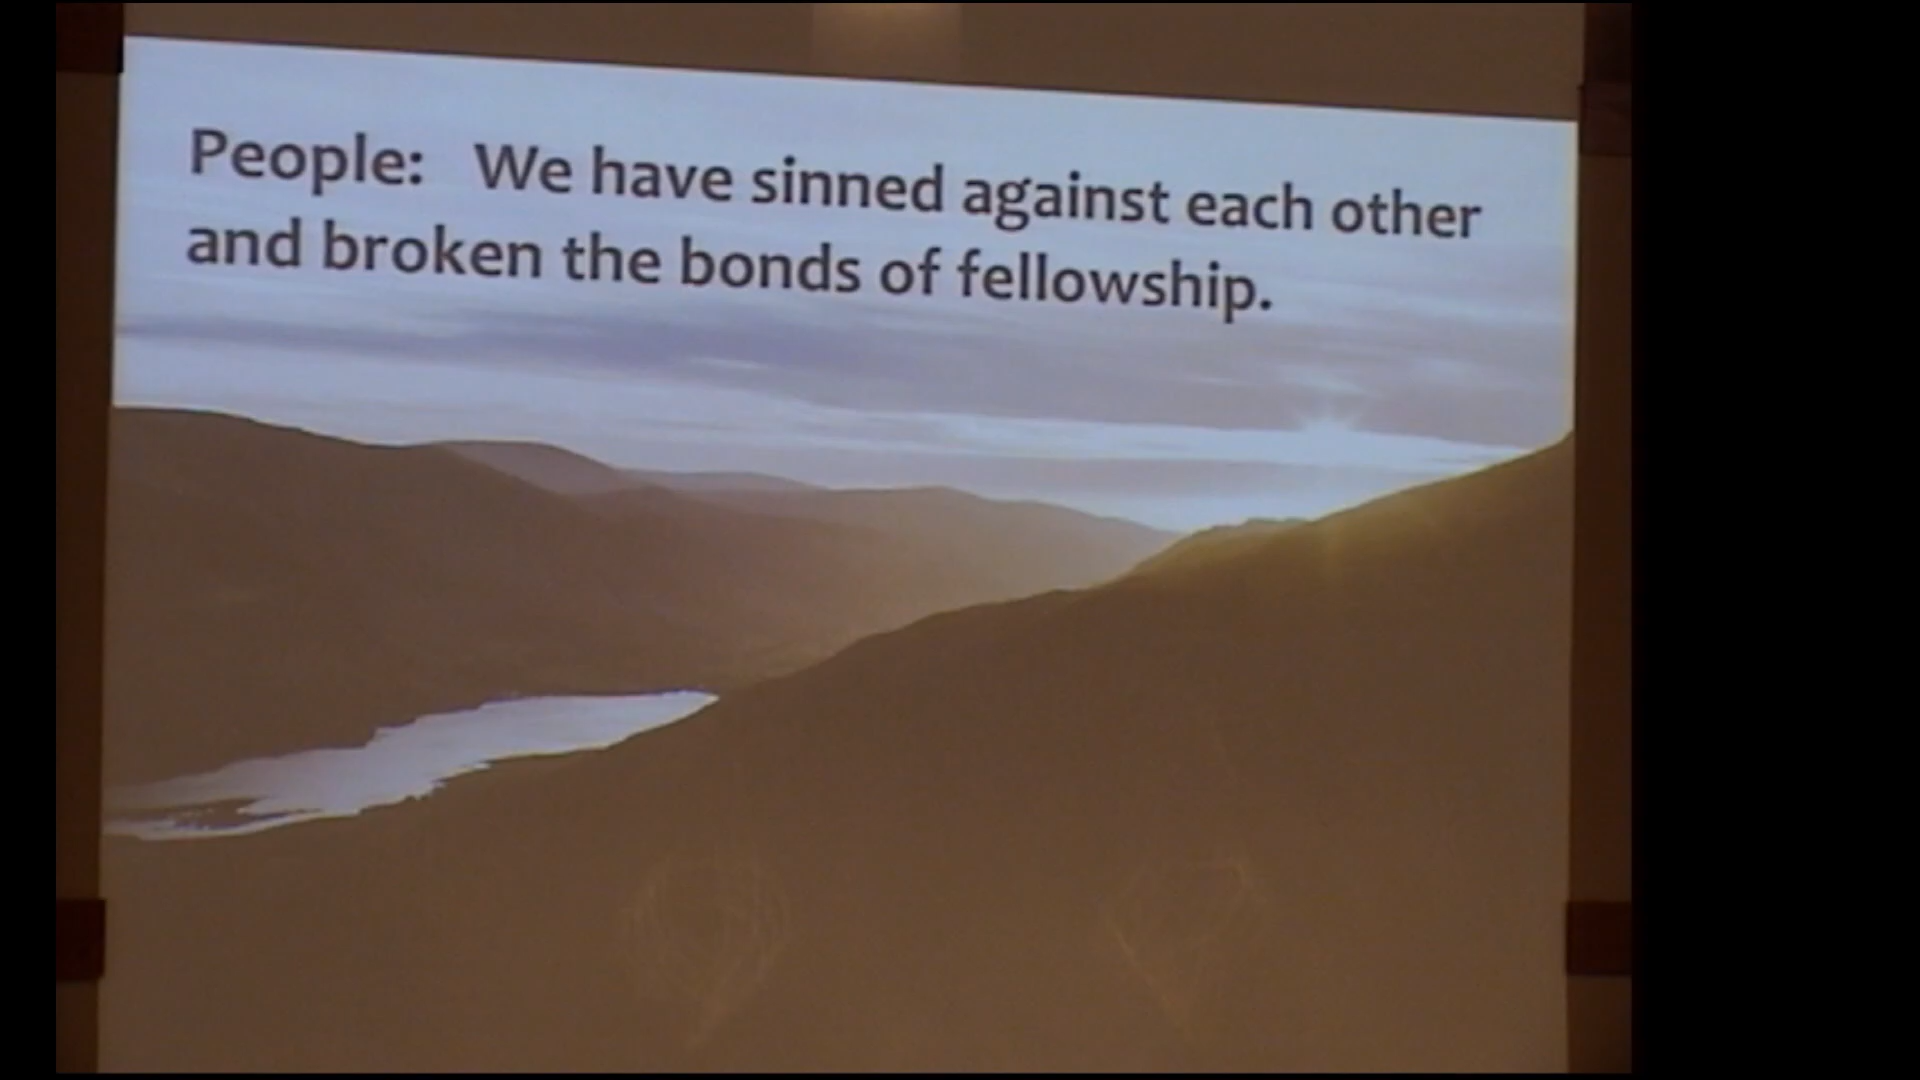 People: We have sinned against each other
and broken the bonds of fellowship.